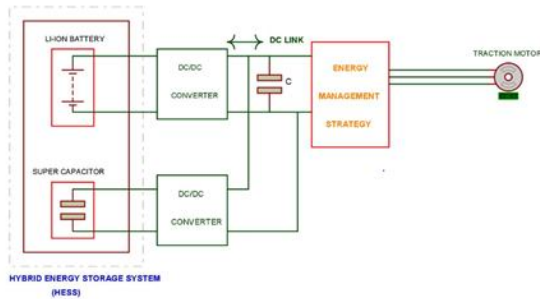 LI-ION BATTERY
DC/DC
CONVERTER
DC LINK
C
ENERGY
MANAGEMENT
STRATEGY
TRACTION MOTOR
SUPER CAPACITOR
DC/DC
CONVERTER
HYBRID ENERGY STORAGE SYSTEM
(HESS)